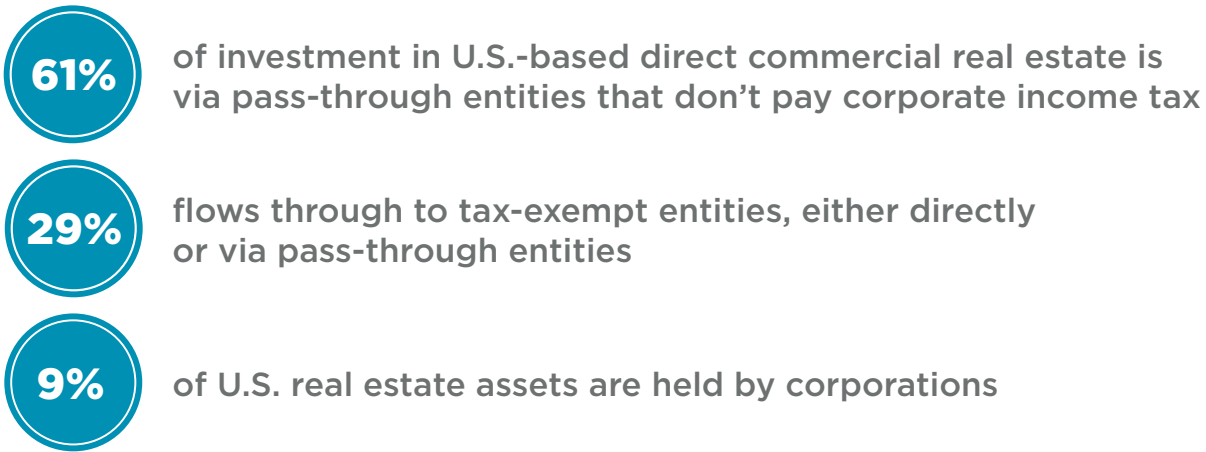 61%
of investment in U.S.-based direct commercial real estate is
via pass-through entities that don’t pay corporate income tax
29%
flows through to tax-exempt entities, either directly
or via pass-through entities
9%
of U.S. real estate assets are held by corporations